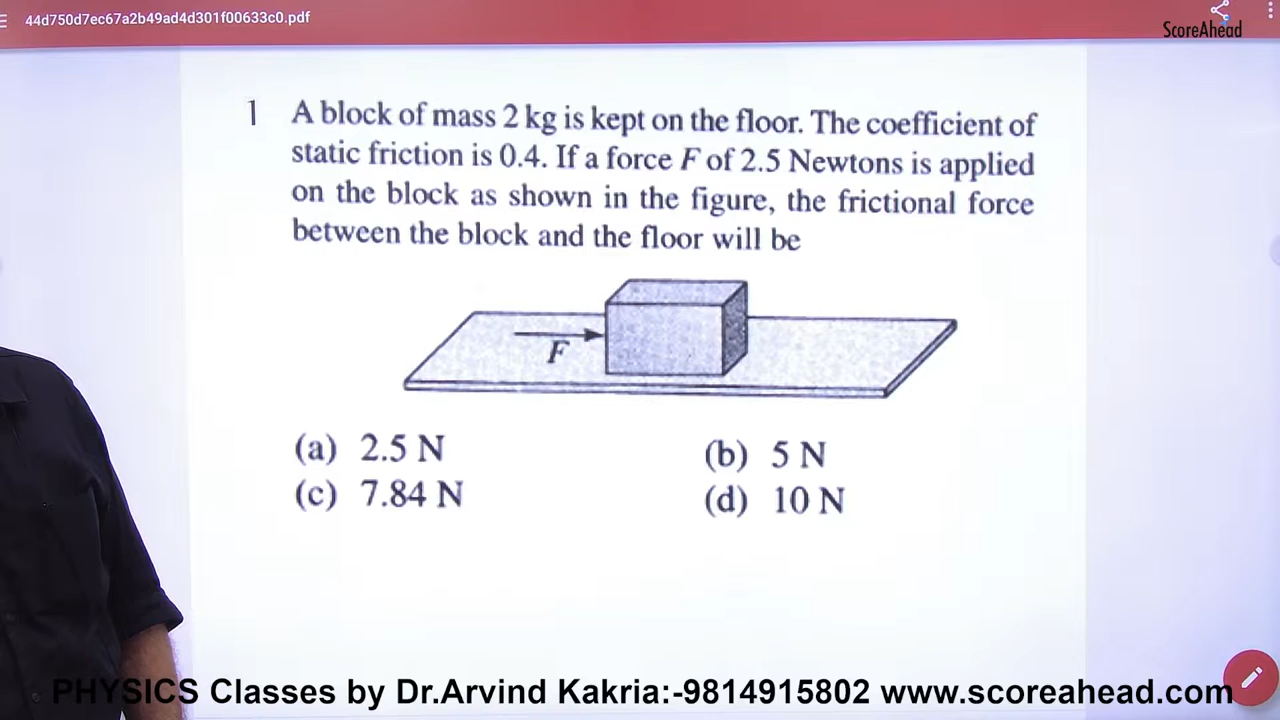 44d750d7ec67a2b49ad4d301f00633c0.pdf
ScoreAhead
1 A block of mass 2 kg is kept on the floor. The coefficient of
static friction is 0.4. If a force F of 2.5 Newtons is applied
on the block as shown in the figure, the frictional force
between the block and the floor will be
F
(a) 2.5 N (b) 5 N
(c) 7.84 N (d) 10 N
PHYSICS Classes by Dr.Arvind Kakria:-9814915802 www.scoreahead.com